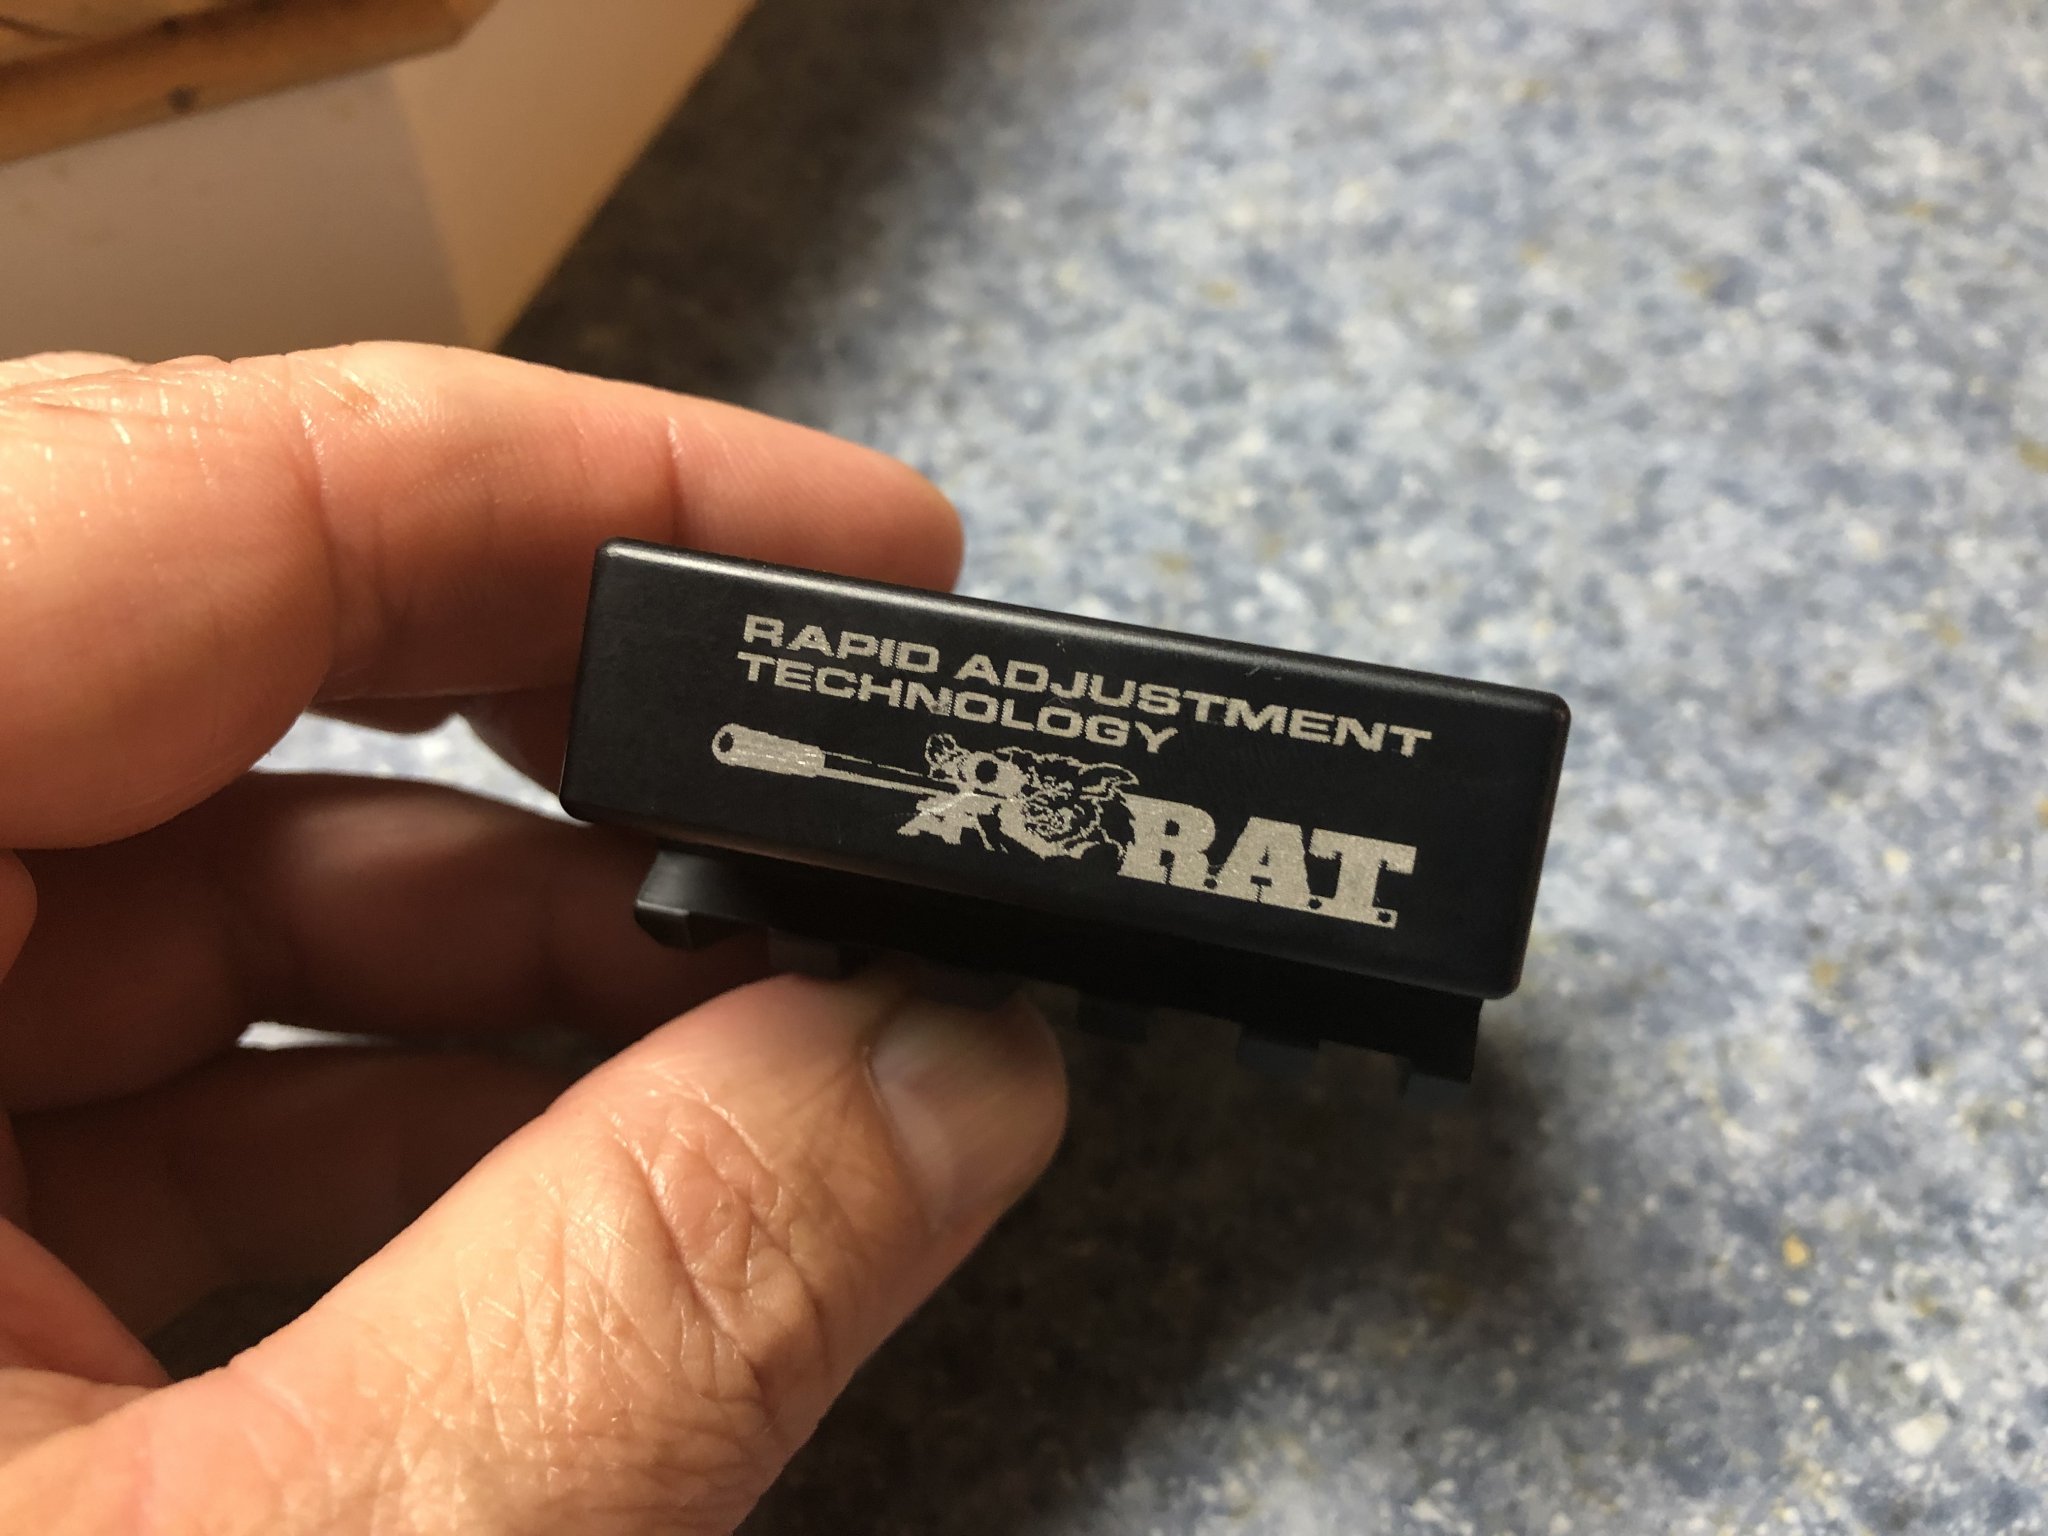 RAPID ADJUSTMENT
TECHNOLOGY
R.A.T.